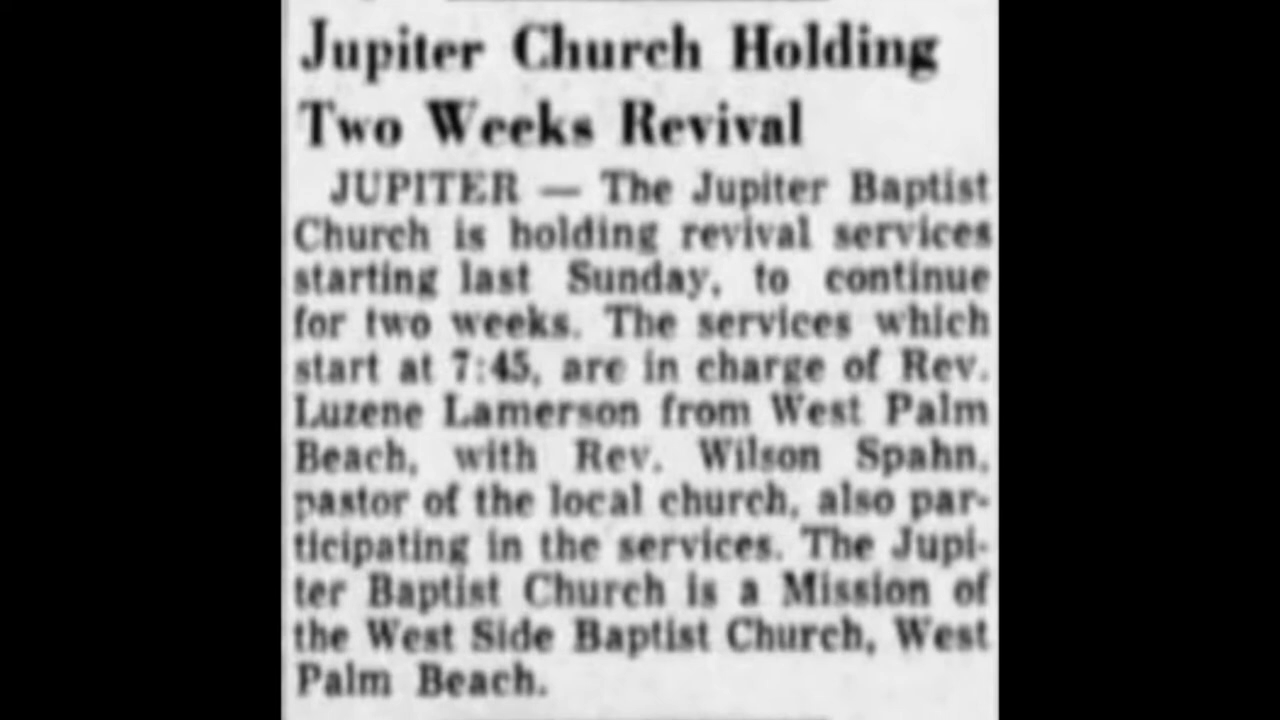 Jupiter Church Holding
Two Weeks Revival
JUPITER — The Jupiter Baptist
Church is holding revival services
starting last Sunday, to continue
for two weeks. The services which
start at 7:45, are in charge of Rev.
Luzene Lamerson from West Palm
Beach, with Rev. Wilson Spahn,
pastor of the local church, also par-
ticipating in the services. The Jupi-
ter Baptist Church is a Mission of
the West Side Baptist Church, West
Palm Beach.